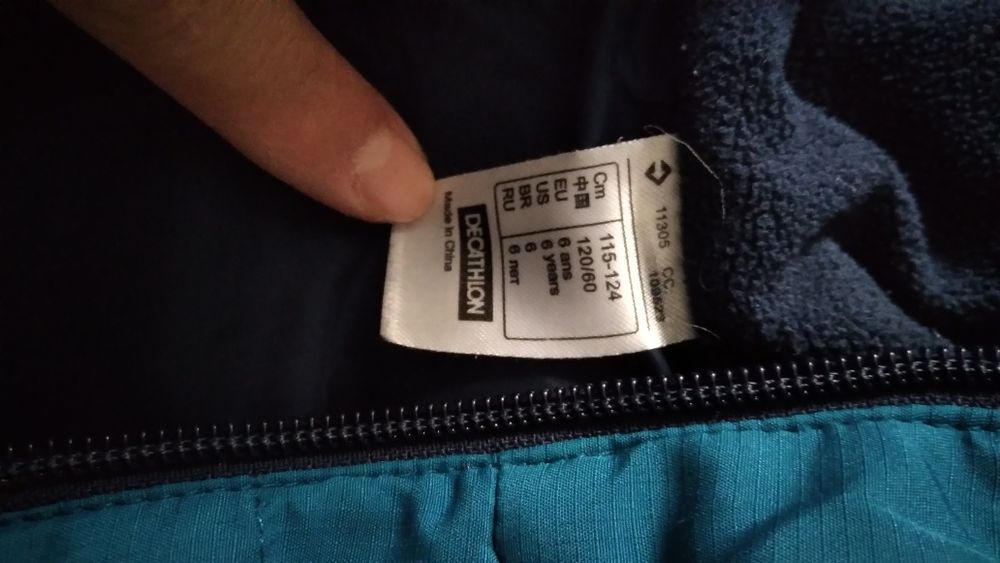 11305 CC.
Cm 115-124
中国 120/60
EU 6 ans
US 6 years
BR 6
RU 6 лет
DECATHLON
Made in China